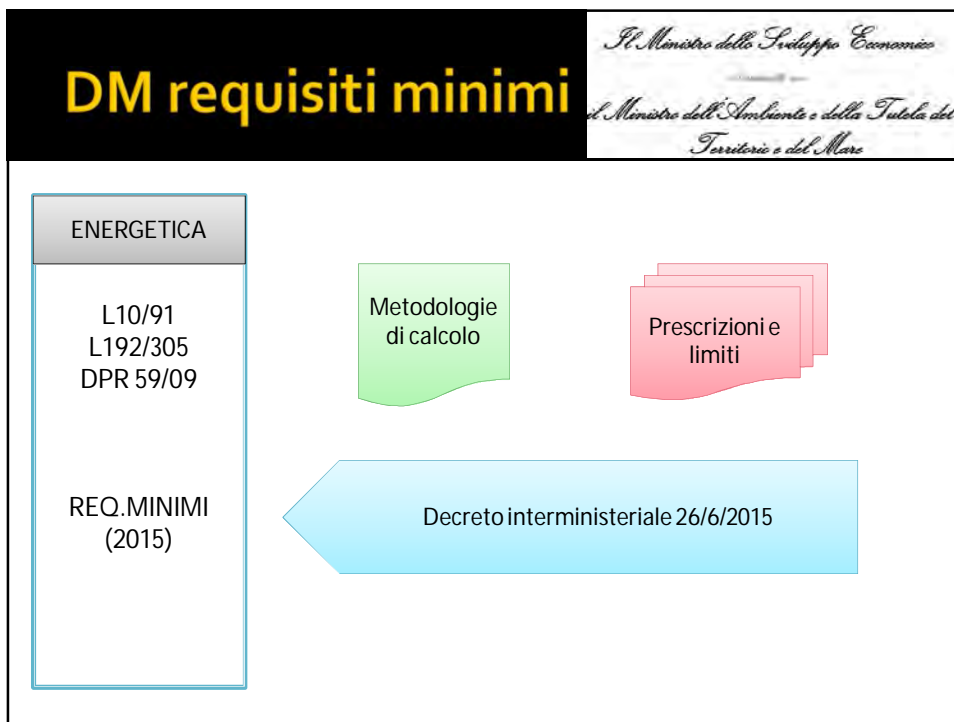 DM requisiti minimi
Il Ministro dello Sviluppo Economico
il Ministro dell'Ambiente e della Tutela del
Territorio e del Mare
ENERGETICA
L10/91
L192/305
DPR 59/09
REQ.MINIMI
(2015)
Metodologie
di calcolo
Prescrizioni e
limiti
Decreto interministeriale 26/6/2015